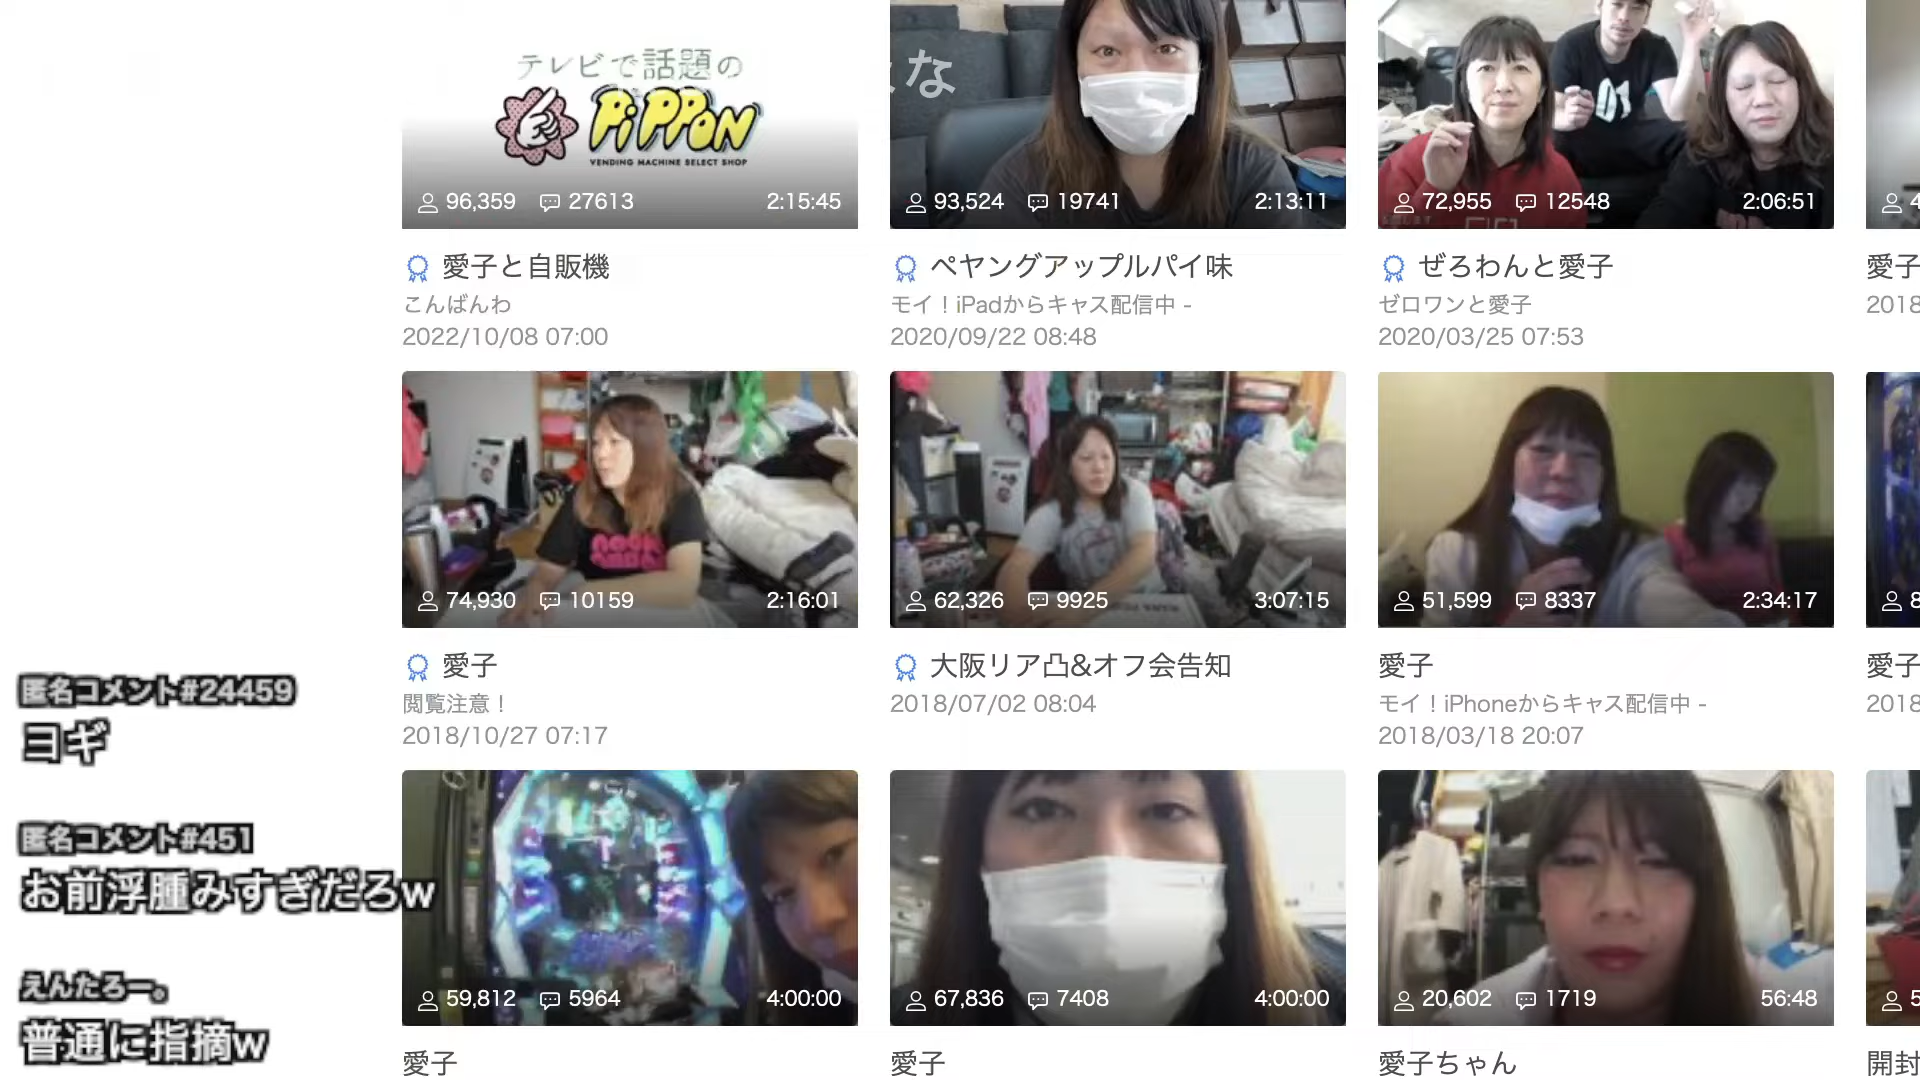 テレビで話題の
PiPPON
VENDING MACHINE SELECT SHOP
96,359 27613 2:15:45
愛子と自販機
こんばんわ
2022/10/08 07:00
な
93,524 19741 2:13:11
ペヤングアップルパイ味
モイ！iPadからキャス配信中 -
2020/09/22 08:48
01
72,955 12548 2:06:51
ぜろわんと愛子
ゼロワンと愛子
2020/03/25 07:53
4
愛子
2018
74,930 10159 2:16:01
愛子
閲覧注意！
2018/10/27 07:17
62,326 9925 3:07:15
大阪リア凸&オフ会告知
2018/07/02 08:04
51,599 8337 2:34:17
愛子
モイ！iPhoneからキャス配信中 -
2018/03/18 20:07
8
愛子
2018
59,812 5964 4:00:00
愛子
67,836 7408 4:00:00
愛子
20,602 1719 56:48
愛子ちゃん
5
開封
匿名コメント#24459
ヨギ
匿名コメント#451
お前浮腫みすぎだろw
えんたろー。
普通に指摘w